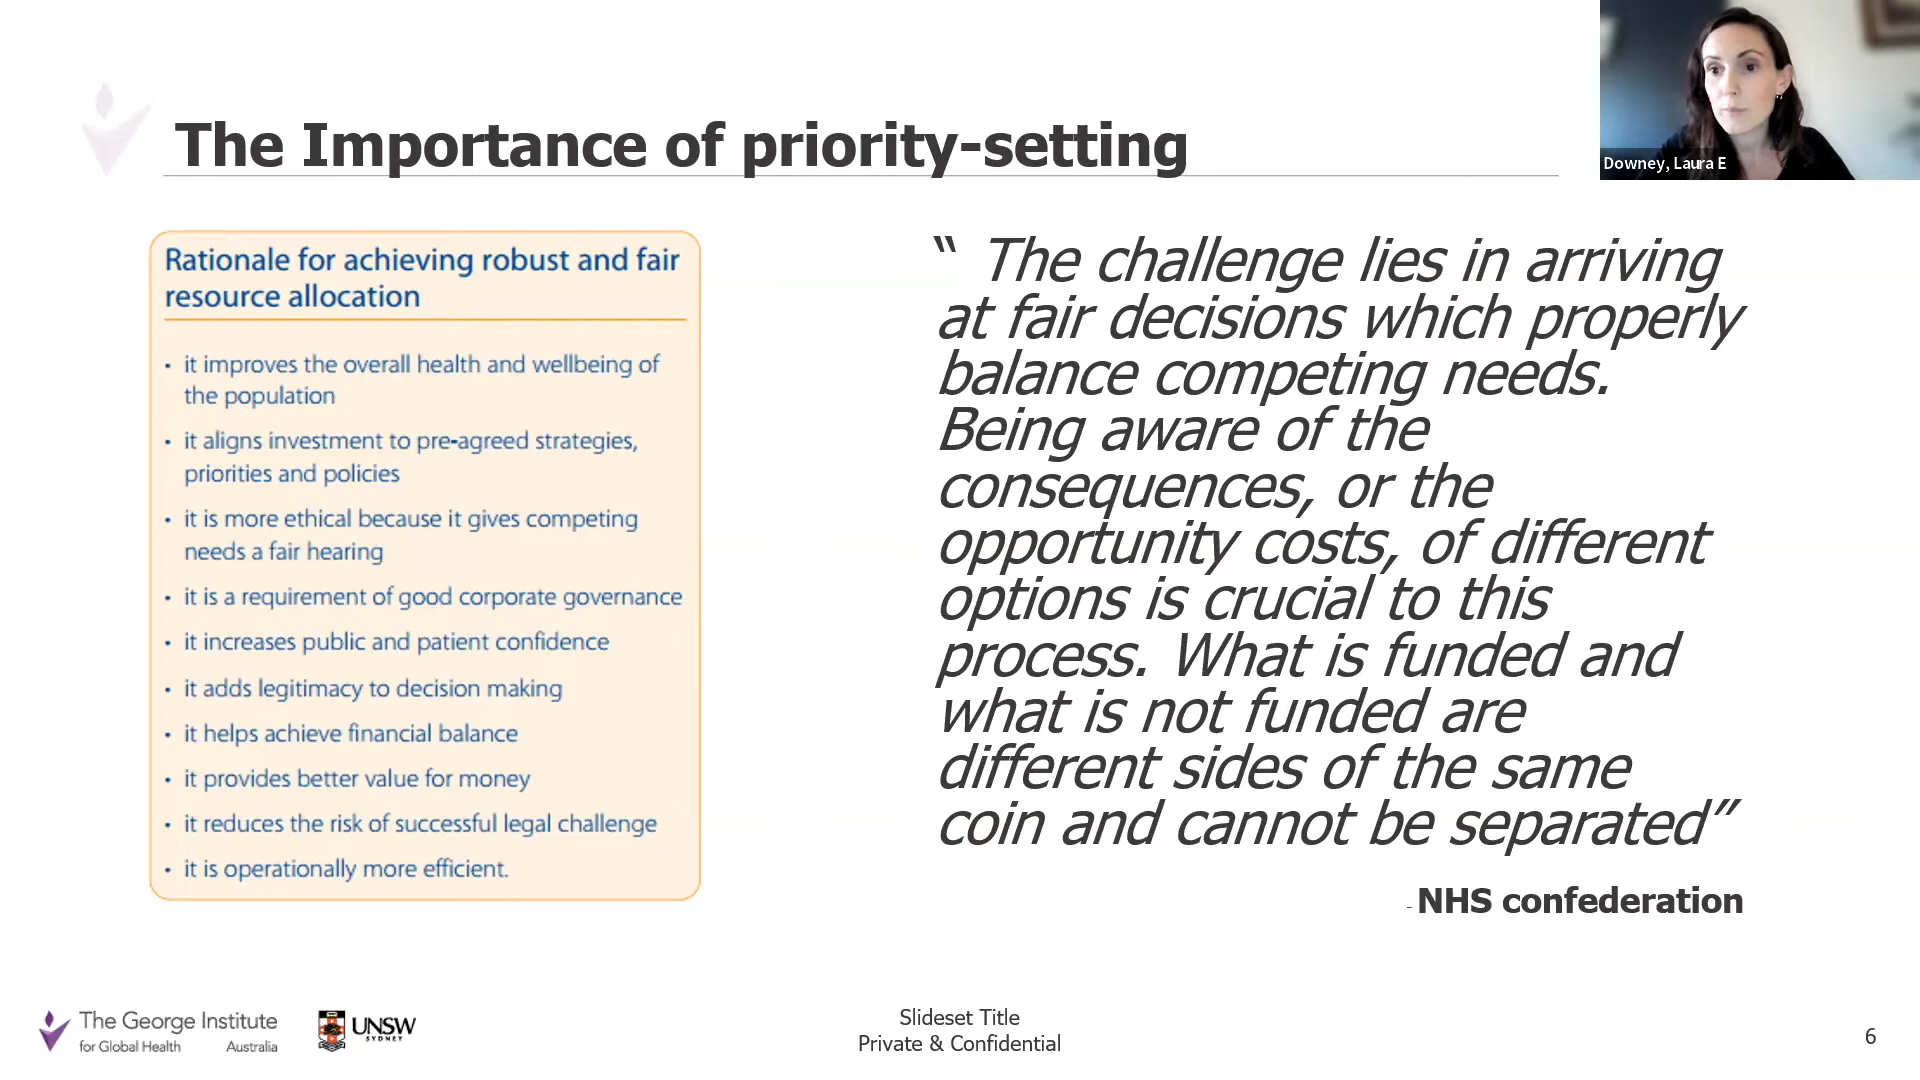 The Importance of priority-setting
Downey, Laura E
Rationale for achieving robust and fair
resource allocation
• it improves the overall health and wellbeing of
the population
• it aligns investment to pre-agreed strategies,
priorities and policies
• it is more ethical because it gives competing
needs a fair hearing
• it is a requirement of good corporate governance
• it increases public and patient confidence
• it adds legitimacy to decision making
• it helps achieve financial balance
• it provides better value for money
• it reduces the risk of successful legal challenge
• it is operationally more efficient.
“ The challenge lies in arriving
at fair decisions which properly
balance competing needs.
Being aware of the
consequences, or the
opportunity costs, of different
options is crucial to this
process. What is funded and
what is not funded are
different sides of the same
coin and cannot be separated”
- NHS confederation
The George Institute
for Global Health Australia
UNSW
SYDNEY
Slideset Title
Private & Confidential
6